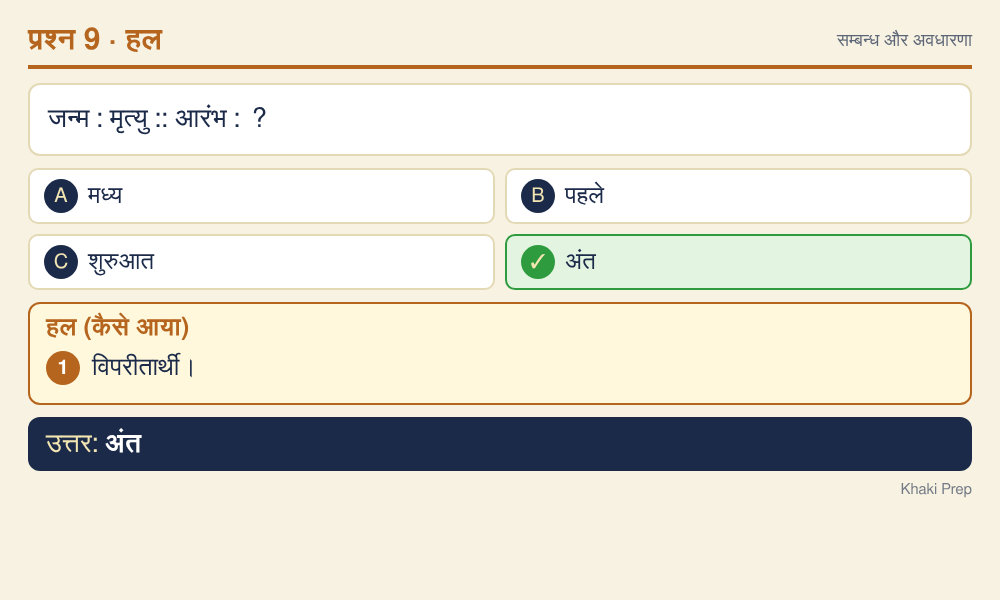 प्रश्न 9 · हल
सम्बन्ध और अवधारणा
जन्म : मृत्यु :: आरंभ : ?
A मध्य
B पहले
C शुरुआत
✓ अंत
हल (कैसे आया)
1 विपरीतार्थी।
उत्तर: अंत
Khaki Prep